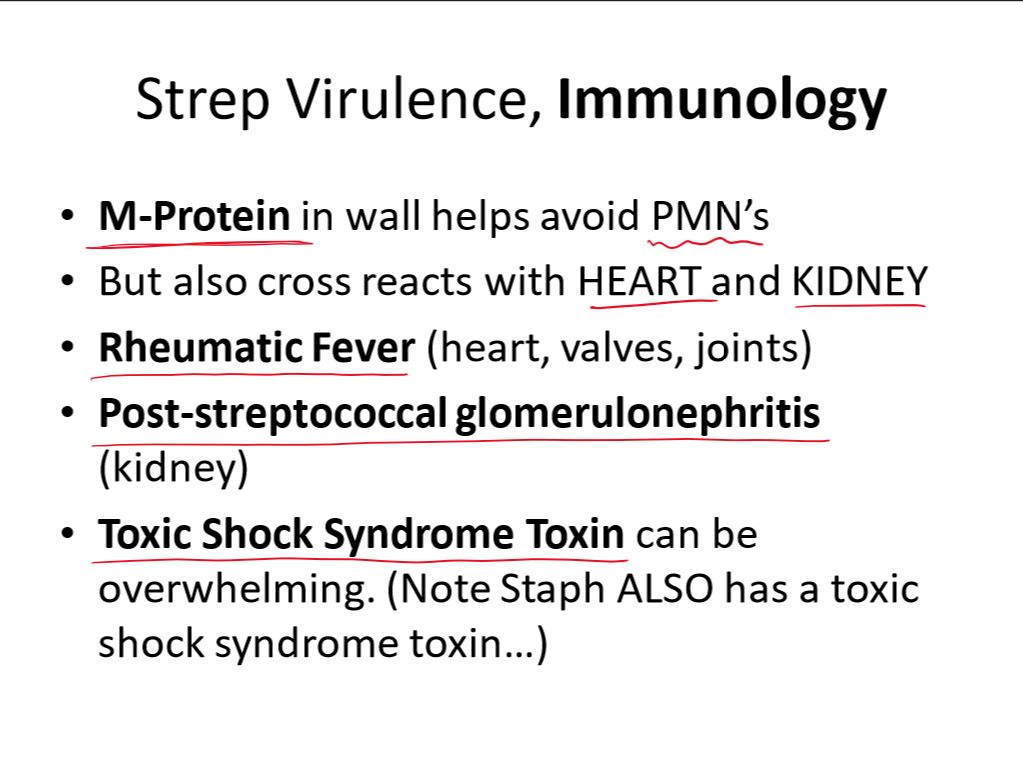 Strep Virulence, Immunology
• M-Protein in wall helps avoid PMN’s
• But also cross reacts with HEART and KIDNEY
• Rheumatic Fever (heart, valves, joints)
• Post-streptococcal glomerulonephritis
(kidney)
• Toxic Shock Syndrome Toxin can be
overwhelming. (Note Staph ALSO has a toxic
shock syndrome toxin…)